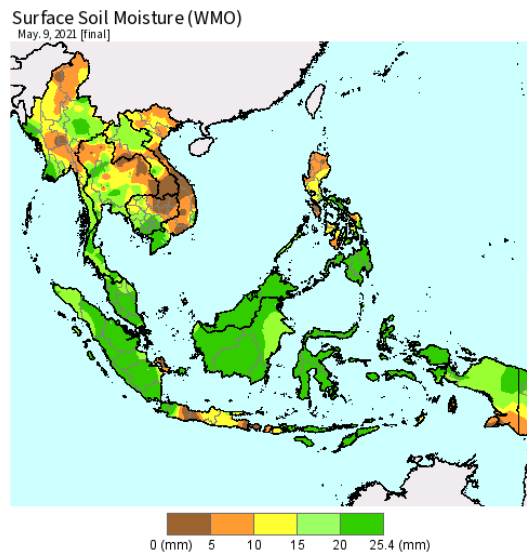 Surface Soil Moisture (WMO)
May. 9, 2021 [final]
0 (mm) 5 10 15 20 25.4 (mm)